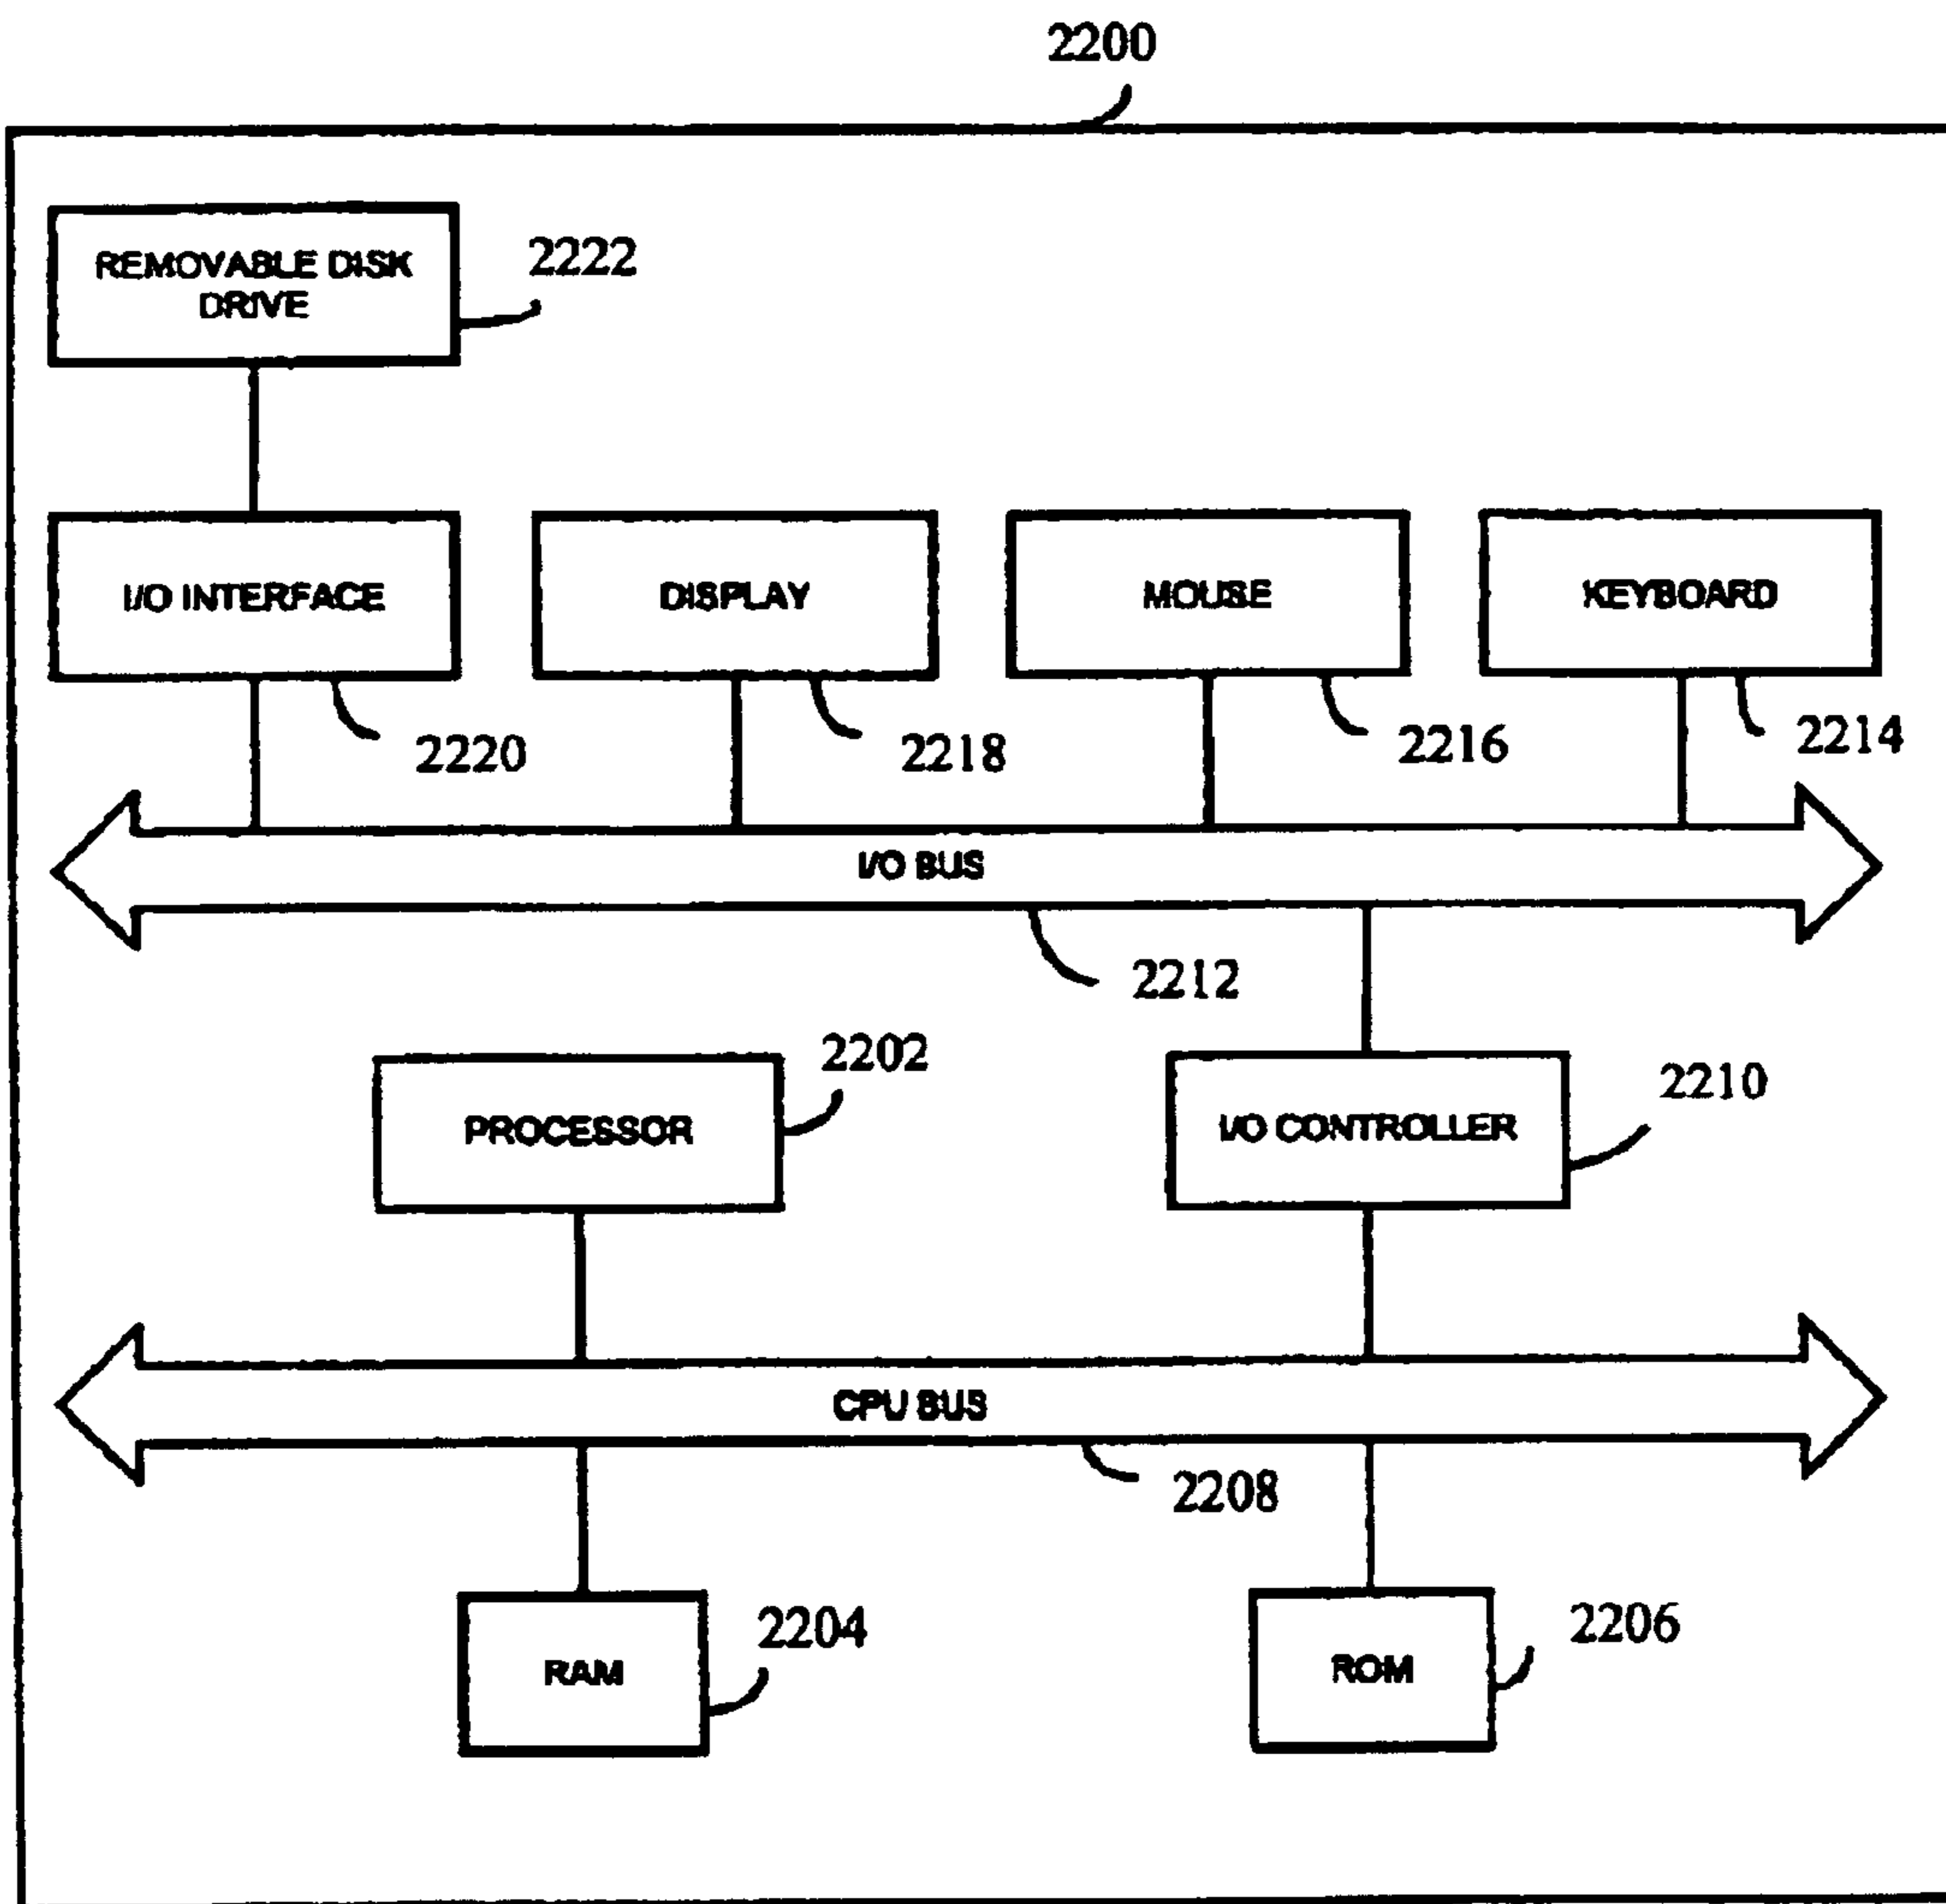 2200
REMOVABLE DISK
DRIVE
2222
I/O INTERFACE
DISPLAY
MOUSE
KEYBOARD
2220
2218
2216
2214
I/O BUS
2212
PROCESSOR
2202
I/O CONTROLLER
2210
CPU BUS
2208
RAM
2204
ROM
2206